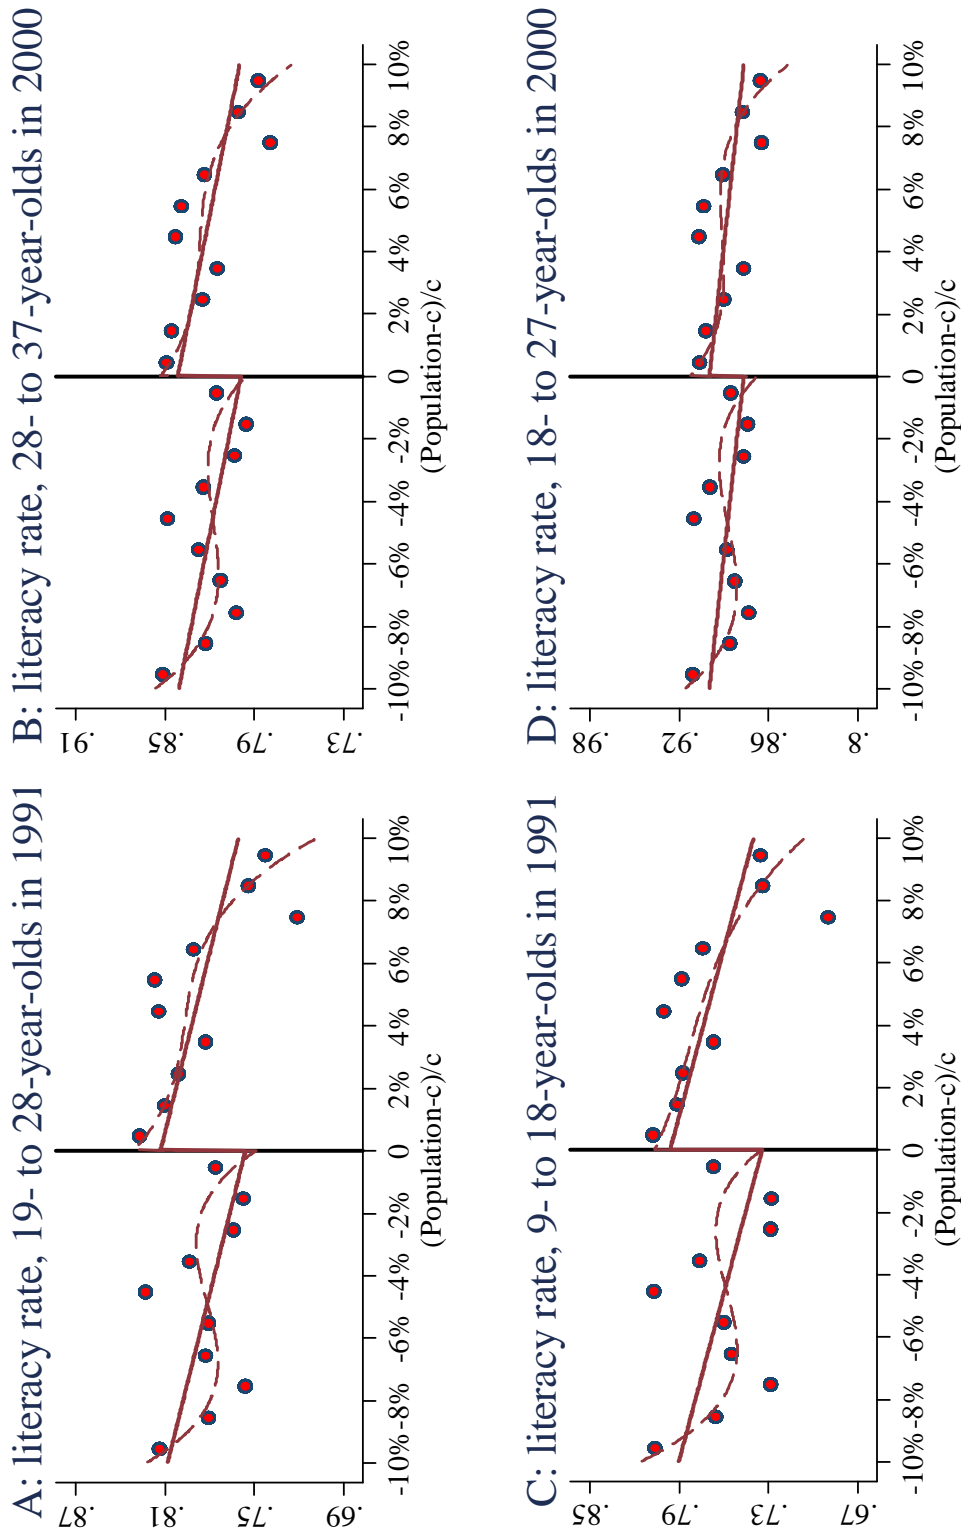 A: literacy rate, 19- to 28-year-olds in 1991
.87
.81
.75
.69
-10% -8% -6% -4% -2% 0 2% 4% 6% 8% 10%
(Population-c)/c
B: literacy rate, 28- to 37-year-olds in 2000
.91
.85
.79
.73
-10% -8% -6% -4% -2% 0 2% 4% 6% 8% 10%
(Population-c)/c
C: literacy rate, 9- to 18-year-olds in 1991
.85
.79
.73
.67
-10% -8% -6% -4% -2% 0 2% 4% 6% 8% 10%
(Population-c)/c
D: literacy rate, 18- to 27-year-olds in 2000
.98
.92
.86
.8
-10% -8% -6% -4% -2% 0 2% 4% 6% 8% 10%
(Population-c)/c